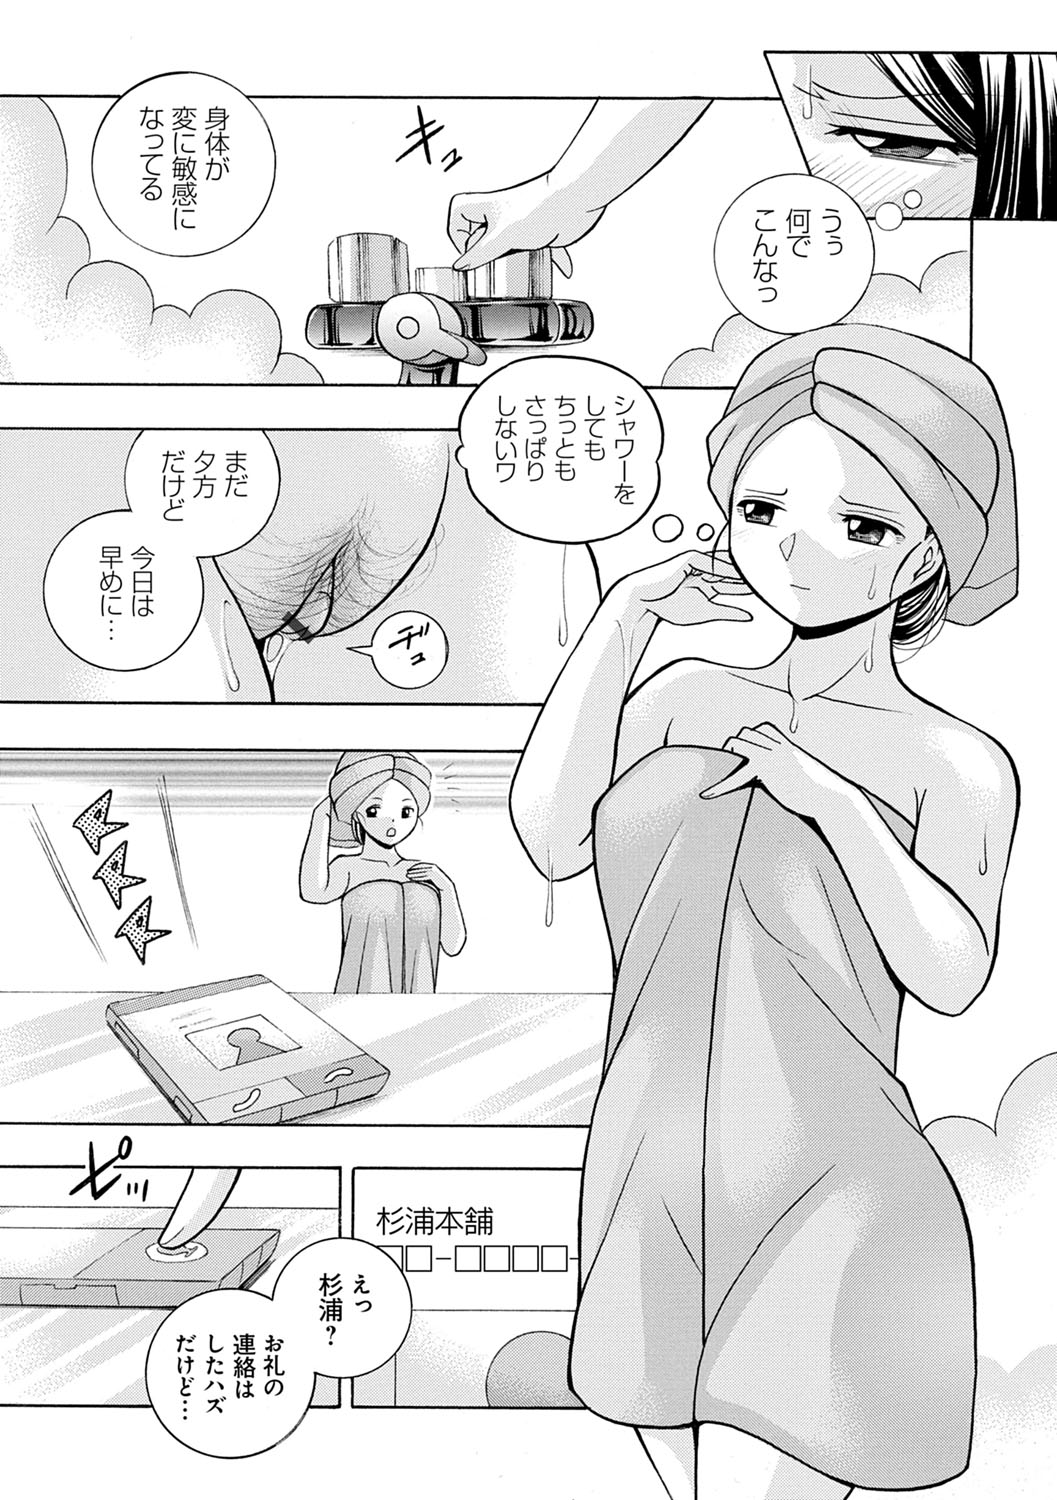 うぅ
何で
こんなっ
キュ
身体が
変に敏感に
なってる
シャワーを
しても
ちっとも
さっぱり
しないワ
まだ
夕方
だけど
今日は
早めに…
ヂュ
ピッ
杉浦本舗
□□-□□□□-
えっ
杉浦?
お礼の
連絡は
したハズ
だけど…